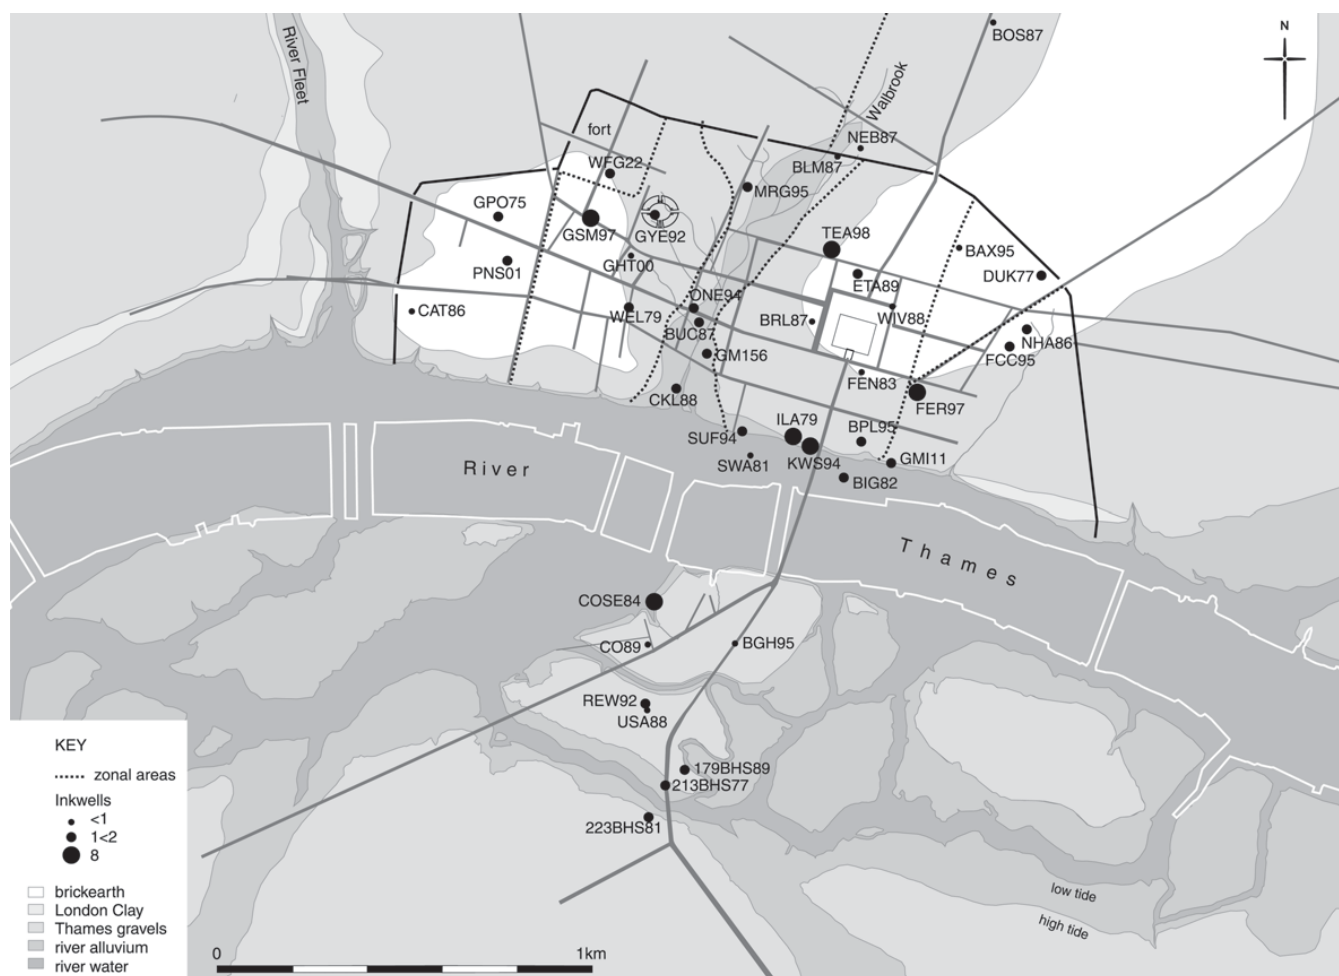 N
BOS87
River Fleet
Walbrook
NEB87
fort
BLM87
WFG22
MRG95
GPO75
GSM97
GYE92
TEA98
BAX95
GHT00
PNS01
DUK77
ETA89
ONE94
CAT86
WEL79
BRL87
WIV88
BUC87
NHA86
GM156
FCC95
FEN83
CKL88
FER97
ILA79
BPL95
SUF94
SWA81
KWS94
GMI11
River
BIG82
Thames
COSE84
CO89
BGH95
REW92
USA88
179BHS89
213BHS77
223BHS81
KEY
zonal areas
Inkwells
<1
1<2
8
brickearth
London Clay
Thames gravels
river alluvium
river water
low tide
high tide
0
1km